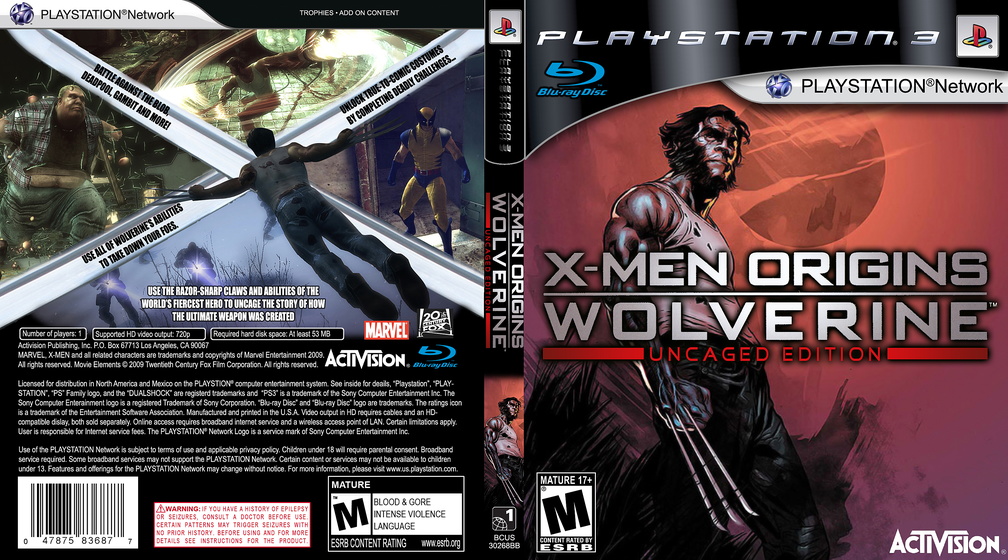 PLAYSTATION®Network
TROPHIES • ADD ON CONTENT
BATTLE AGAINST THE BLOB,
DEADPOOL, GAMBIT AND MORE!
UNLOCK TRUE-TO-COMIC COSTUMES
BY COMPLETING DEADLY CHALLENGES...
USE ALL OF WOLVERINE'S ABILITIES
TO TAKE DOWN YOUR FOES.
USE THE RAZOR-SHARP CLAWS AND ABILITIES OF THE
WORLD'S FIERCEST HERO TO UNCAGE THE STORY OF HOW
THE ULTIMATE WEAPON WAS CREATED
Number of players: 1
Supported HD video output: 720p
Required hard disk space: At least 53 MB
MARVEL
20th
CENTURY
FOX
Activision Publishing, Inc. P.O. Box 67713 Los Angeles, CA 90067
MARVEL, X-MEN and all related characters are trademarks and copyrights of Marvel Entertainment 2009.
All rights reserved. Movie Elements © 2009 Twentieth Century Fox Film Corporation. All rights reserved.
ACTIVISION.
Blu-ray Disc
Licensed for distribution in North America and Mexico on the PLAYSTION® computer entertainment system. See inside for deails, "Playstation", "PLAY-
STATION", "PS" Family logo, and the "DUALSHOCK" are registerd trademarks and "PS3" is a trademark of the Sony Computer Entertainment Inc. The
Sony Computer Entertainmen logo is a registered Trademark of Sony Corporation. "Blu-ray Disc" and "Blu-ray Disc" logo are trademarks. The ratings icon
is a trademark of the Entertainment Software Association. Manufactured and printed in the U.S.A. Video output in HD requires cables and an HD-
compatible dislay, both sold separately. Online access requires broadband internet service and a wireless access point of LAN. Certain limitations apply.
User is responsible for Internet service fees. The PLAYSTATION® Network Logo is a service mark of Sony Computer Entertainment Inc.
Use of the PLAYSTATION Network is subject to terms of use and applicable privacy policy. Children under 18 will require parental consent. Broadband
service required. Some broadband services may not support the PLAYSTATION Network. Certain content or services may not be available to children
under 13. Features and offerings for the PLAYSTATION Network may change without notice. For more information, please visit www.us.playstation.com.
0 47875 83687 7
WARNING: IF YOU HAVE A HISTORY OF EPILEPSY
OR SEIZURES, CONSULT A DOCTOR BEFORE USE.
CERTAIN PATTERNS MAY TRIGGER SEIZURES WITH
NO PRIOR HISTORY. BEFORE USING AND FOR MORE
DETAILS SEE INSTRUCTIONS FOR THE PRODUCT.
MATURE
M
BLOOD & GORE
INTENSE VIOLENCE
LANGUAGE
ESRB CONTENT RATING www.esrb.org
PLAYSTATION 3
X-MEN ORIGINS
WOLVERINE
UNCAGED EDITION
1
BCUS
30268BB
PLAYSTATION 3
Blu-ray Disc
PLAYSTATION®Network
X-MEN ORIGINS
WOLVERINE™
UNCAGED EDITION
MATURE 17+
M
CONTENT RATED BY
ESRB
ACTIVISION